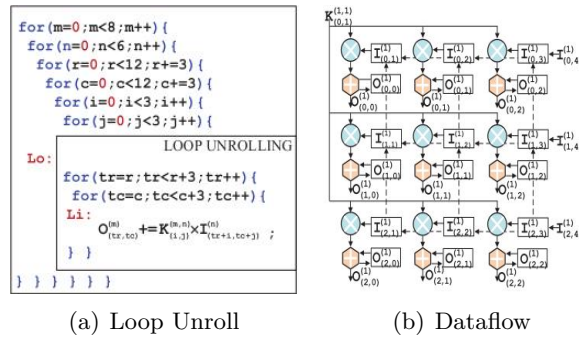 for(m=0;m<8;m++){
for(n=0;n<6;n++){
for(r=0;r<12,r+=3){
for(c=0;c<12,c+=3){
for(i=0;i<3,i++){
for(j=0;j<3,j++){
LOOP UNROLLING
Lo:
for(tr=r;tr<r+3;tr++){
for(tc=c;tc<c+3;tc++){
Li:
O^{(m)}_{(tr,tc)}+=K^{(m,n)}_{(i,j)}×I^{(n)}_{(tr+i,tc+j)} ;
} }
} } } } } }
(a) Loop Unroll
K^{(1,1)}_{(0,1)}
I^{(1)}_{(0,1)} I^{(1)}_{(0,2)} I^{(1)}_{(0,3)} I^{(1)}_{(0,4
O^{(1)}_{(0,0)} O^{(1)}_{(0,1)} O^{(1)}_{(0,2)}
O^{(1)}_{(0,0)} O^{(1)}_{(0,1)} O^{(1)}_{(0,2)}
I^{(1)}_{(1,1)} I^{(1)}_{(1,2)} I^{(1)}_{(1,3)} I^{(1)}_{(1,4
O^{(1)}_{(1,0)} O^{(1)}_{(1,1)} O^{(1)}_{(1,2)}
O^{(1)}_{(1,0)} O^{(1)}_{(1,1)} O^{(1)}_{(1,2)}
I^{(1)}_{(2,1)} I^{(1)}_{(2,2)} I^{(1)}_{(2,3)} I^{(1)}_{(2,4
O^{(1)}_{(2,0)} O^{(1)}_{(2,1)} O^{(1)}_{(2,2)}
O^{(1)}_{(2,0)} O^{(1)}_{(2,1)} O^{(1)}_{(2,2)}
(b) Dataflow